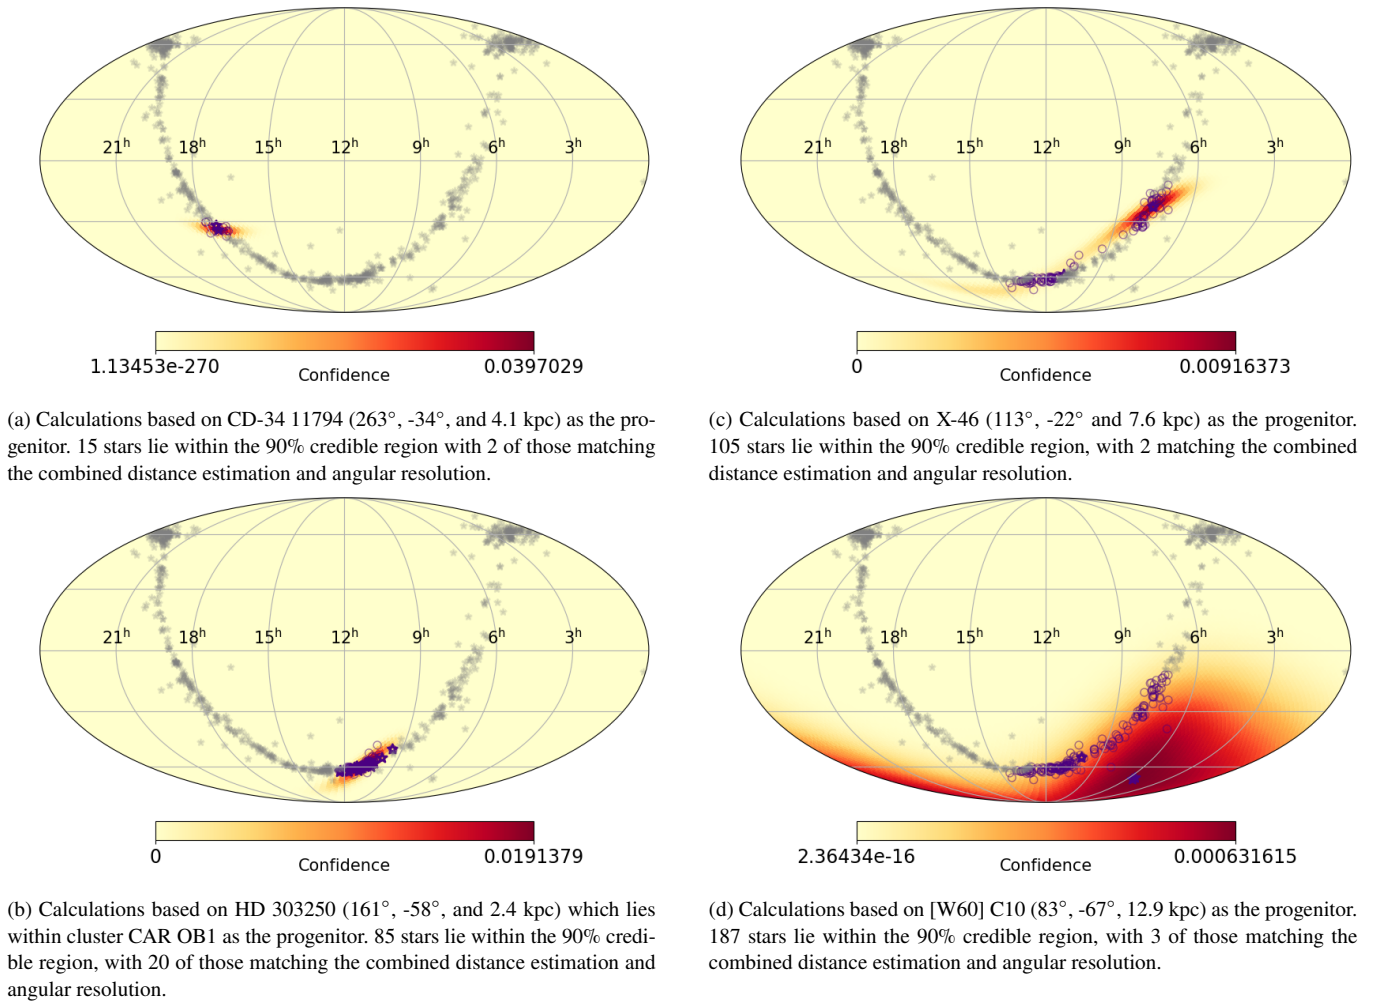 21h 18h 15h 12h 9h 6h 3h
1.13453e-270 0.0397029
Confidence
(a) Calculations based on CD-34 11794 (263°, -34°, and 4.1 kpc) as the pro-
genitor. 15 stars lie within the 90% credible region with 2 of those matching
the combined distance estimation and angular resolution.
21h 18h 15h 12h 9h 6h 3h
0 0.0191379
Confidence
(b) Calculations based on HD 303250 (161°, -58°, and 2.4 kpc) which lies
within cluster CAR OB1 as the progenitor. 85 stars lie within the 90% credi-
ble region, with 20 of those matching the combined distance estimation and
angular resolution.
21h 18h 15h 12h 9h 6h 3h
0 0.00916373
Confidence
(c) Calculations based on X-46 (113°, -22° and 7.6 kpc) as the progenitor.
105 stars lie within the 90% credible region, with 2 matching the combined
distance estimation and angular resolution.
21h 18h 15h 12h 9h 6h 3h
2.36434e-16 0.000631615
Confidence
(d) Calculations based on [W60] C10 (83°, -67°, 12.9 kpc) as the progenitor.
187 stars lie within the 90% credible region, with 3 of those matching the
combined distance estimation and angular resolution.